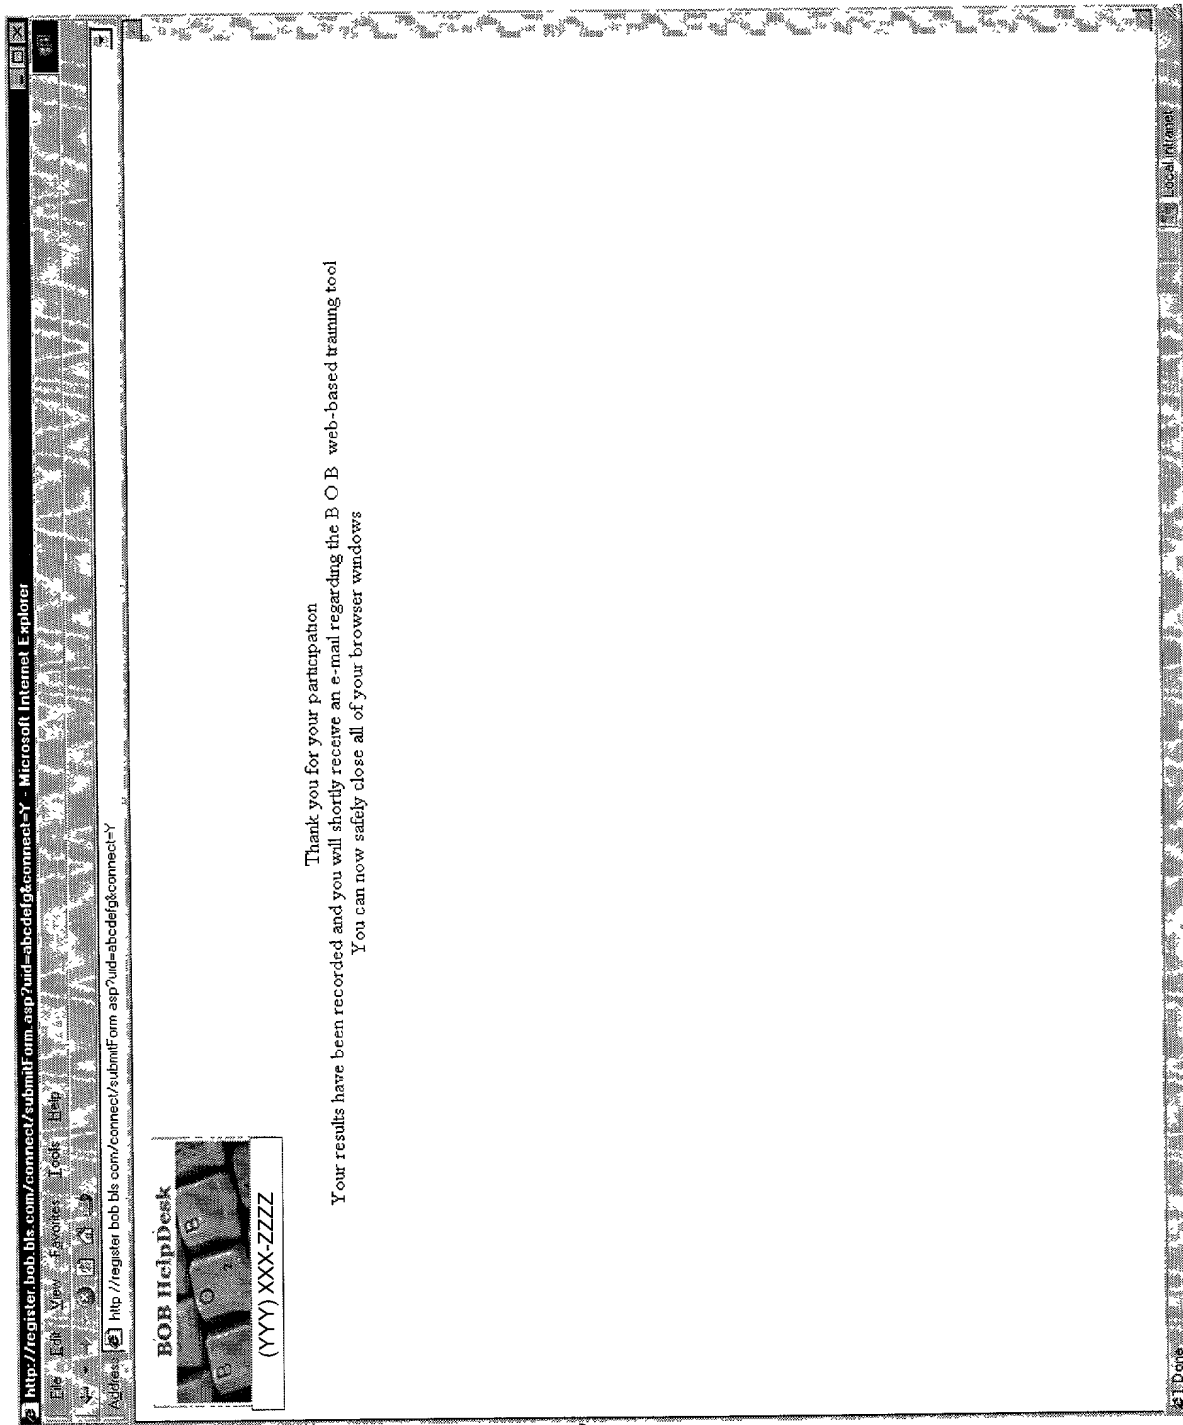 http://register.bob.bls.com/connect/submitForm.asp?uid=abcdefg&connect=Y - Microsoft Internet Explorer
File Edit View Favorites Tools Help
Address http //register bob bls com/connect/submitForm asp?uid=abcdefg&connect=Y
BOB HelpDesk
B O B
(YYY) XXX-ZZZZ
Thank you for your participation
Your results have been recorded and you will shortly receive an e-mail regarding the B O B web-based training tool
You can now safely close all of your browser windows
Done
Local intranet